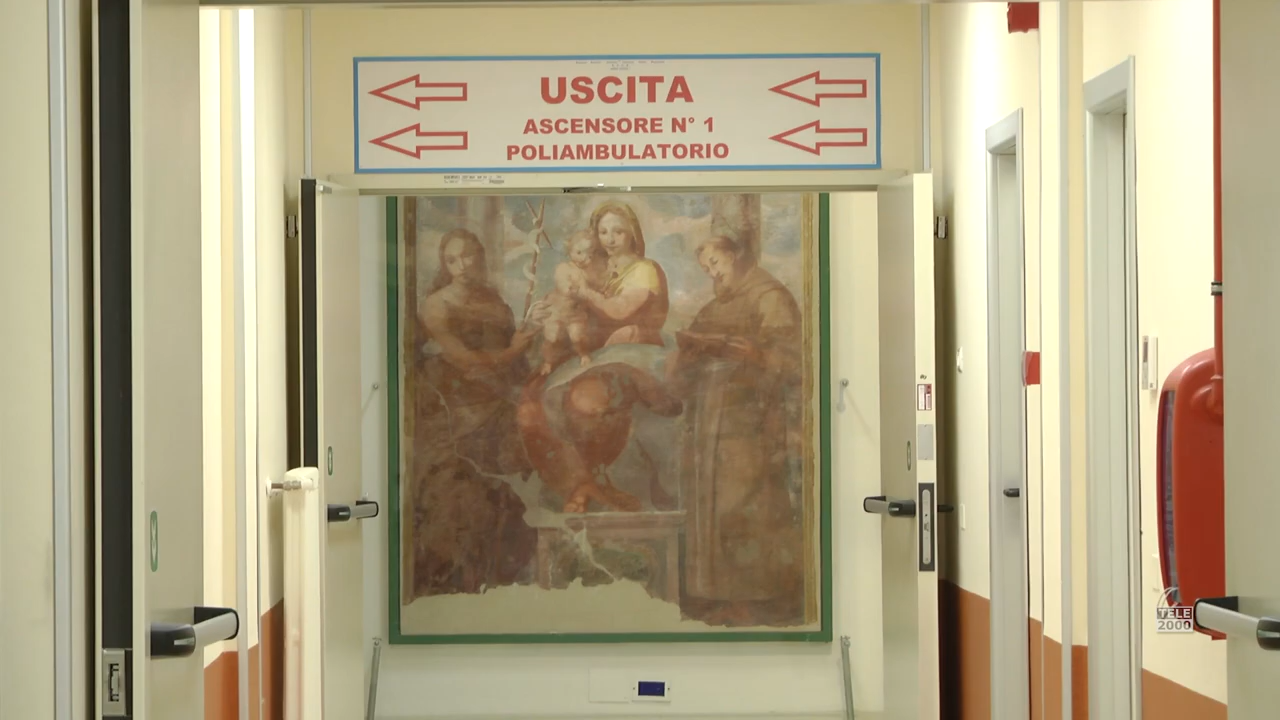 USCITA
ASCENSORE N° 1
POLIAMBULATORIO
TELE
2000